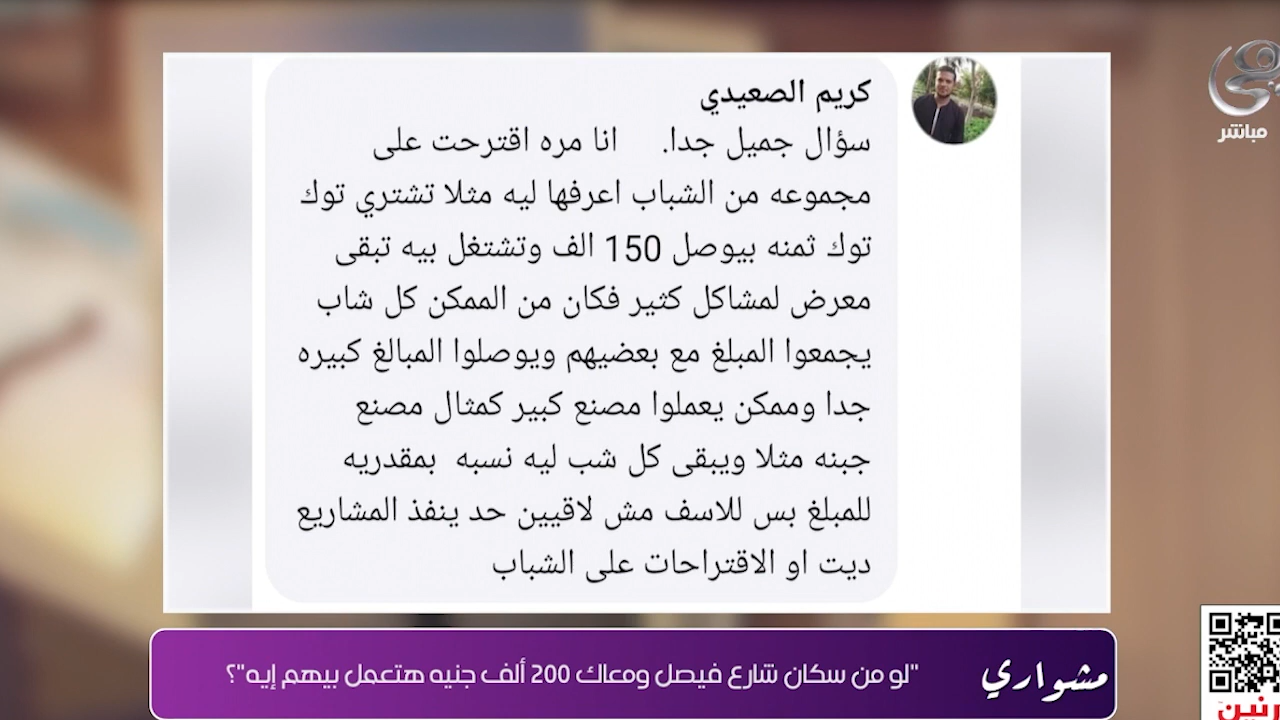 كريم الصعيدي
سؤال جميل جدا. انا مره اقترحت على
مجموعه من الشباب اعرفها ليه مثلا تشتري توك
توك ثمنه بيوصل 150 الف وتشتغل بيه تبقى
معرض لمشاكل كثير فكان من الممكن كل شاب
يجمعوا المبلغ مع بعضيهم ويوصلوا المبالغ كبيره
جدا وممكن يعملوا مصنع كبير كمثال مصنع
جبنه مثلا ويبقى كل شب ليه نسبه بمقدريه
للمبلغ بس للاسف مش لاقيين حد ينفذ المشاريع
ديت او الاقتراحات على الشباب
مباشر
مشواري
"لو من سكان شارع فيصل ومعاك 200 ألف جنيه هتعمل بيهم إيه"؟
رنين